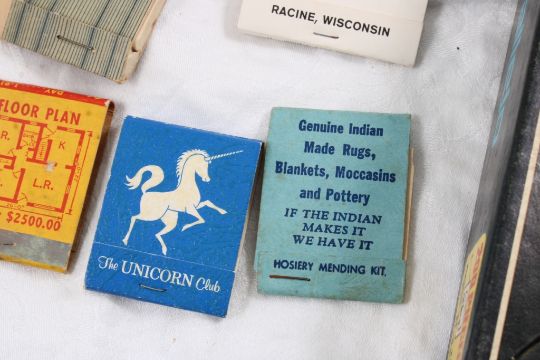 RACINE, WISCONSIN
FLOOR PLAN
K
L.R.
$2500.00
The UNICORN Club
Genuine Indian
Made Rugs,
Blankets, Moccasins
and Pottery
IF THE INDIAN
MAKES IT
WE HAVE IT
HOSIERY MENDING KIT.